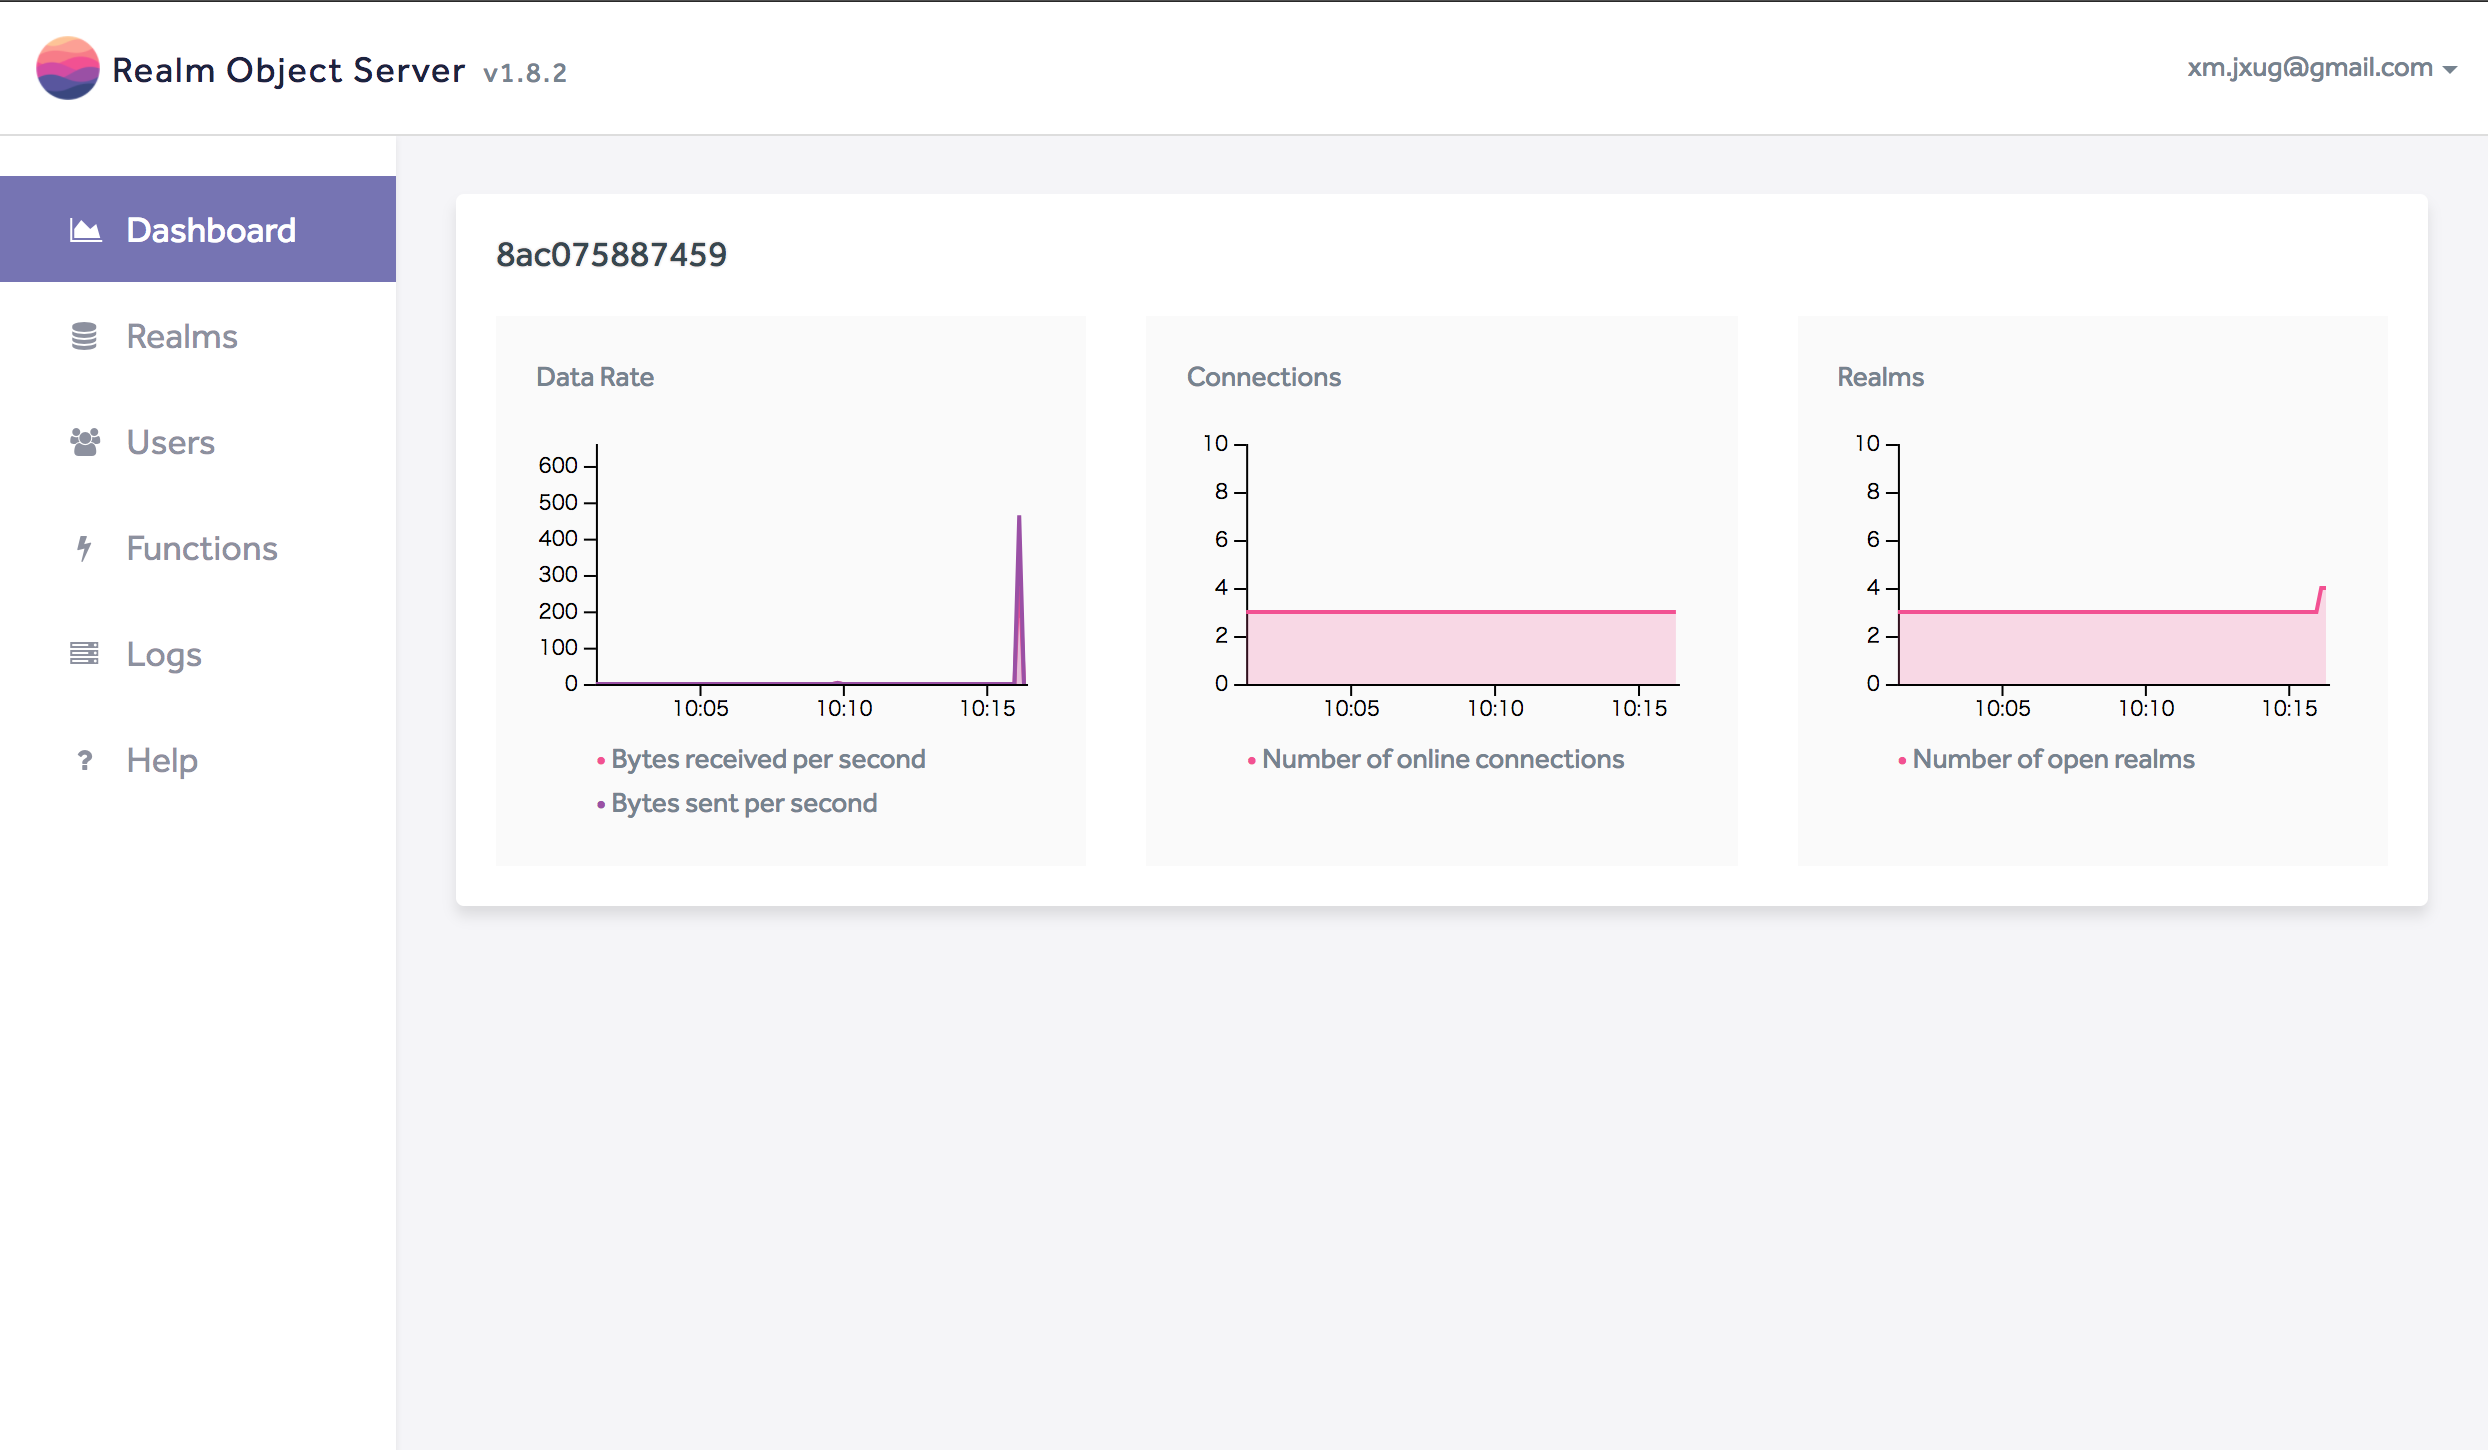 Realm Object Server v1.8.2
xm.jxug@gmail.com
Dashboard
Realms
Users
Functions
Logs
? Help
8ac075887459
Data Rate
600
500
400
300
200
100
0
10:05 10:10 10:15
Bytes received per second
Bytes sent per second
Connections
10
8
6
4
2
0
10:05 10:10 10:15
Number of online connections
Realms
10
8
6
4
2
0
10:05 10:10 10:15
Number of open realms